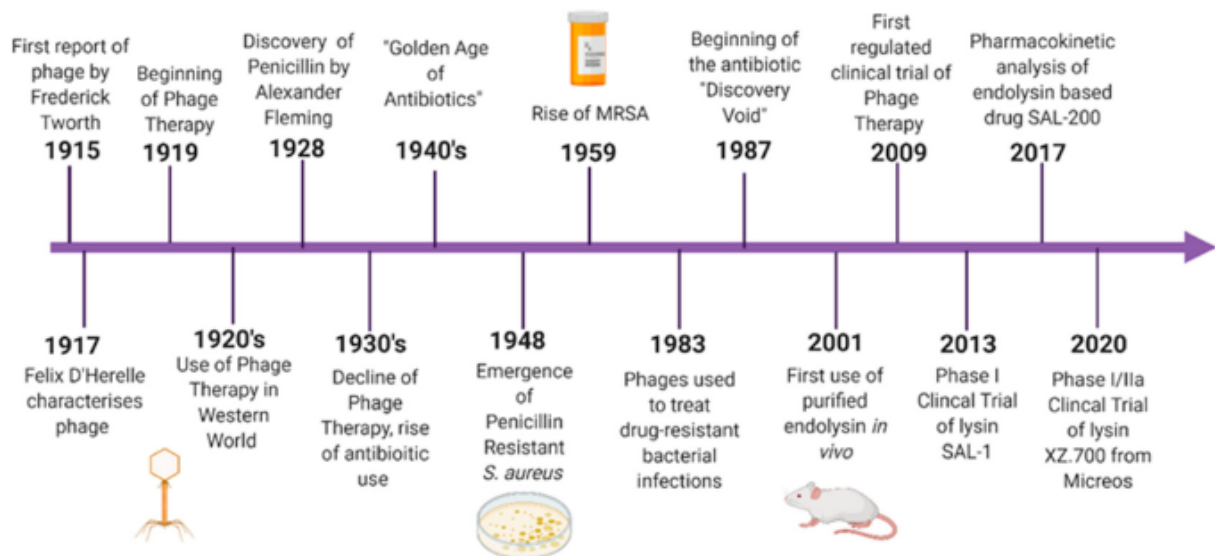 First report of
phage by
Frederick
Tworth
1915
Beginning
of Phage
Therapy
1919
Discovery of
Penicillin by
Alexander
Fleming
1928
"Golden Age
of
Antibiotics"
1940's
Rise of MRSA
1959
Beginning of
the antibiotic
"Discovery
Void"
1987
First
regulated
clinical trial of
Phage
Therapy
2009
Pharmacokinetic
analysis of
endolysin based
drug SAL-200
2017
1917
Felix D'Herelle
characterises
phage
1920's
Use of Phage
Therapy in
Western
World
1930's
Decline of
Phage
Therapy, rise
of antibioitic
use
1948
Emergence
of
Penicillin
Resistant
S. aureus
1983
Phages used
to treat
drug-resistant
bacterial
infections
2001
First use of
purified
endolysin in
vivo
2013
Phase I
Clincal Trial
of lysin
SAL-1
2020
Phase I/IIa
Clincal Trial
of lysin
XZ.700 from
Micreos